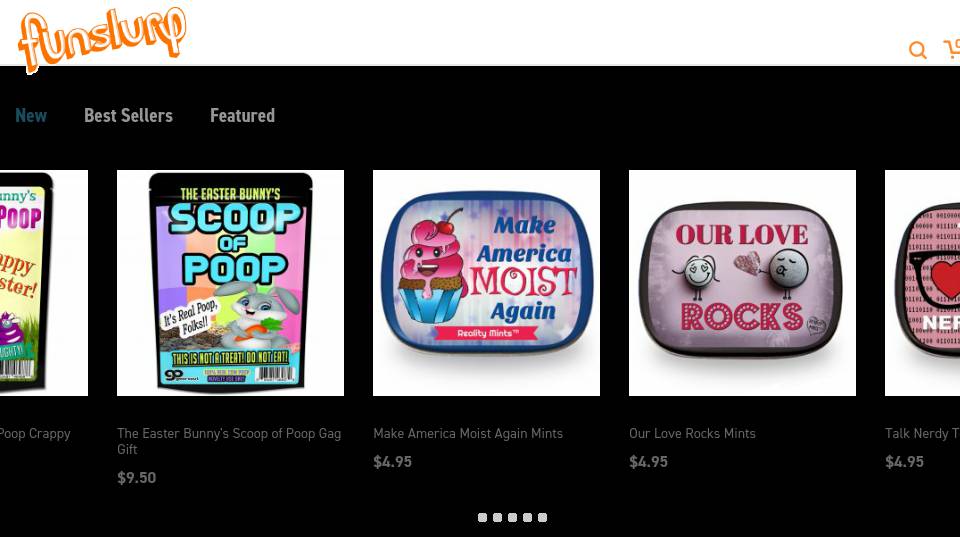 funslurp
New
Best Sellers
Featured
unny's
POOP
appy
ster!
UGHTY!
THE EASTER BUNNY'S
SCOOP
OF
POOP
It's Real Poop,
Folks!!
THIS IS NOT A TREAT! DO NOT EAT!
Make
America
MOIST
Again
Reality Mints™
OUR LOVE
ROCKS
NER
Poop Crappy
The Easter Bunny's Scoop of Poop Gag
Gift
$9.50
Make America Moist Again Mints
$4.95
Our Love Rocks Mints
$4.95
Talk Nerdy T
$4.95